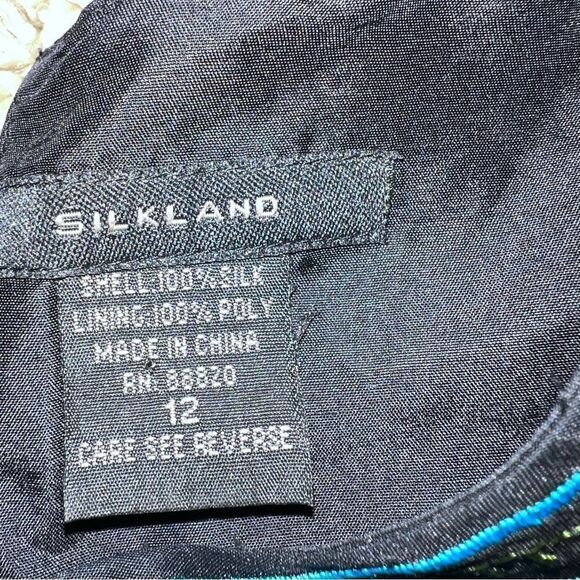 SILKLAND
SHELL:100%SILK
LINING:100% POLY
MADE IN CHINA
RN: 88820
12
CARE SEE REVERSE